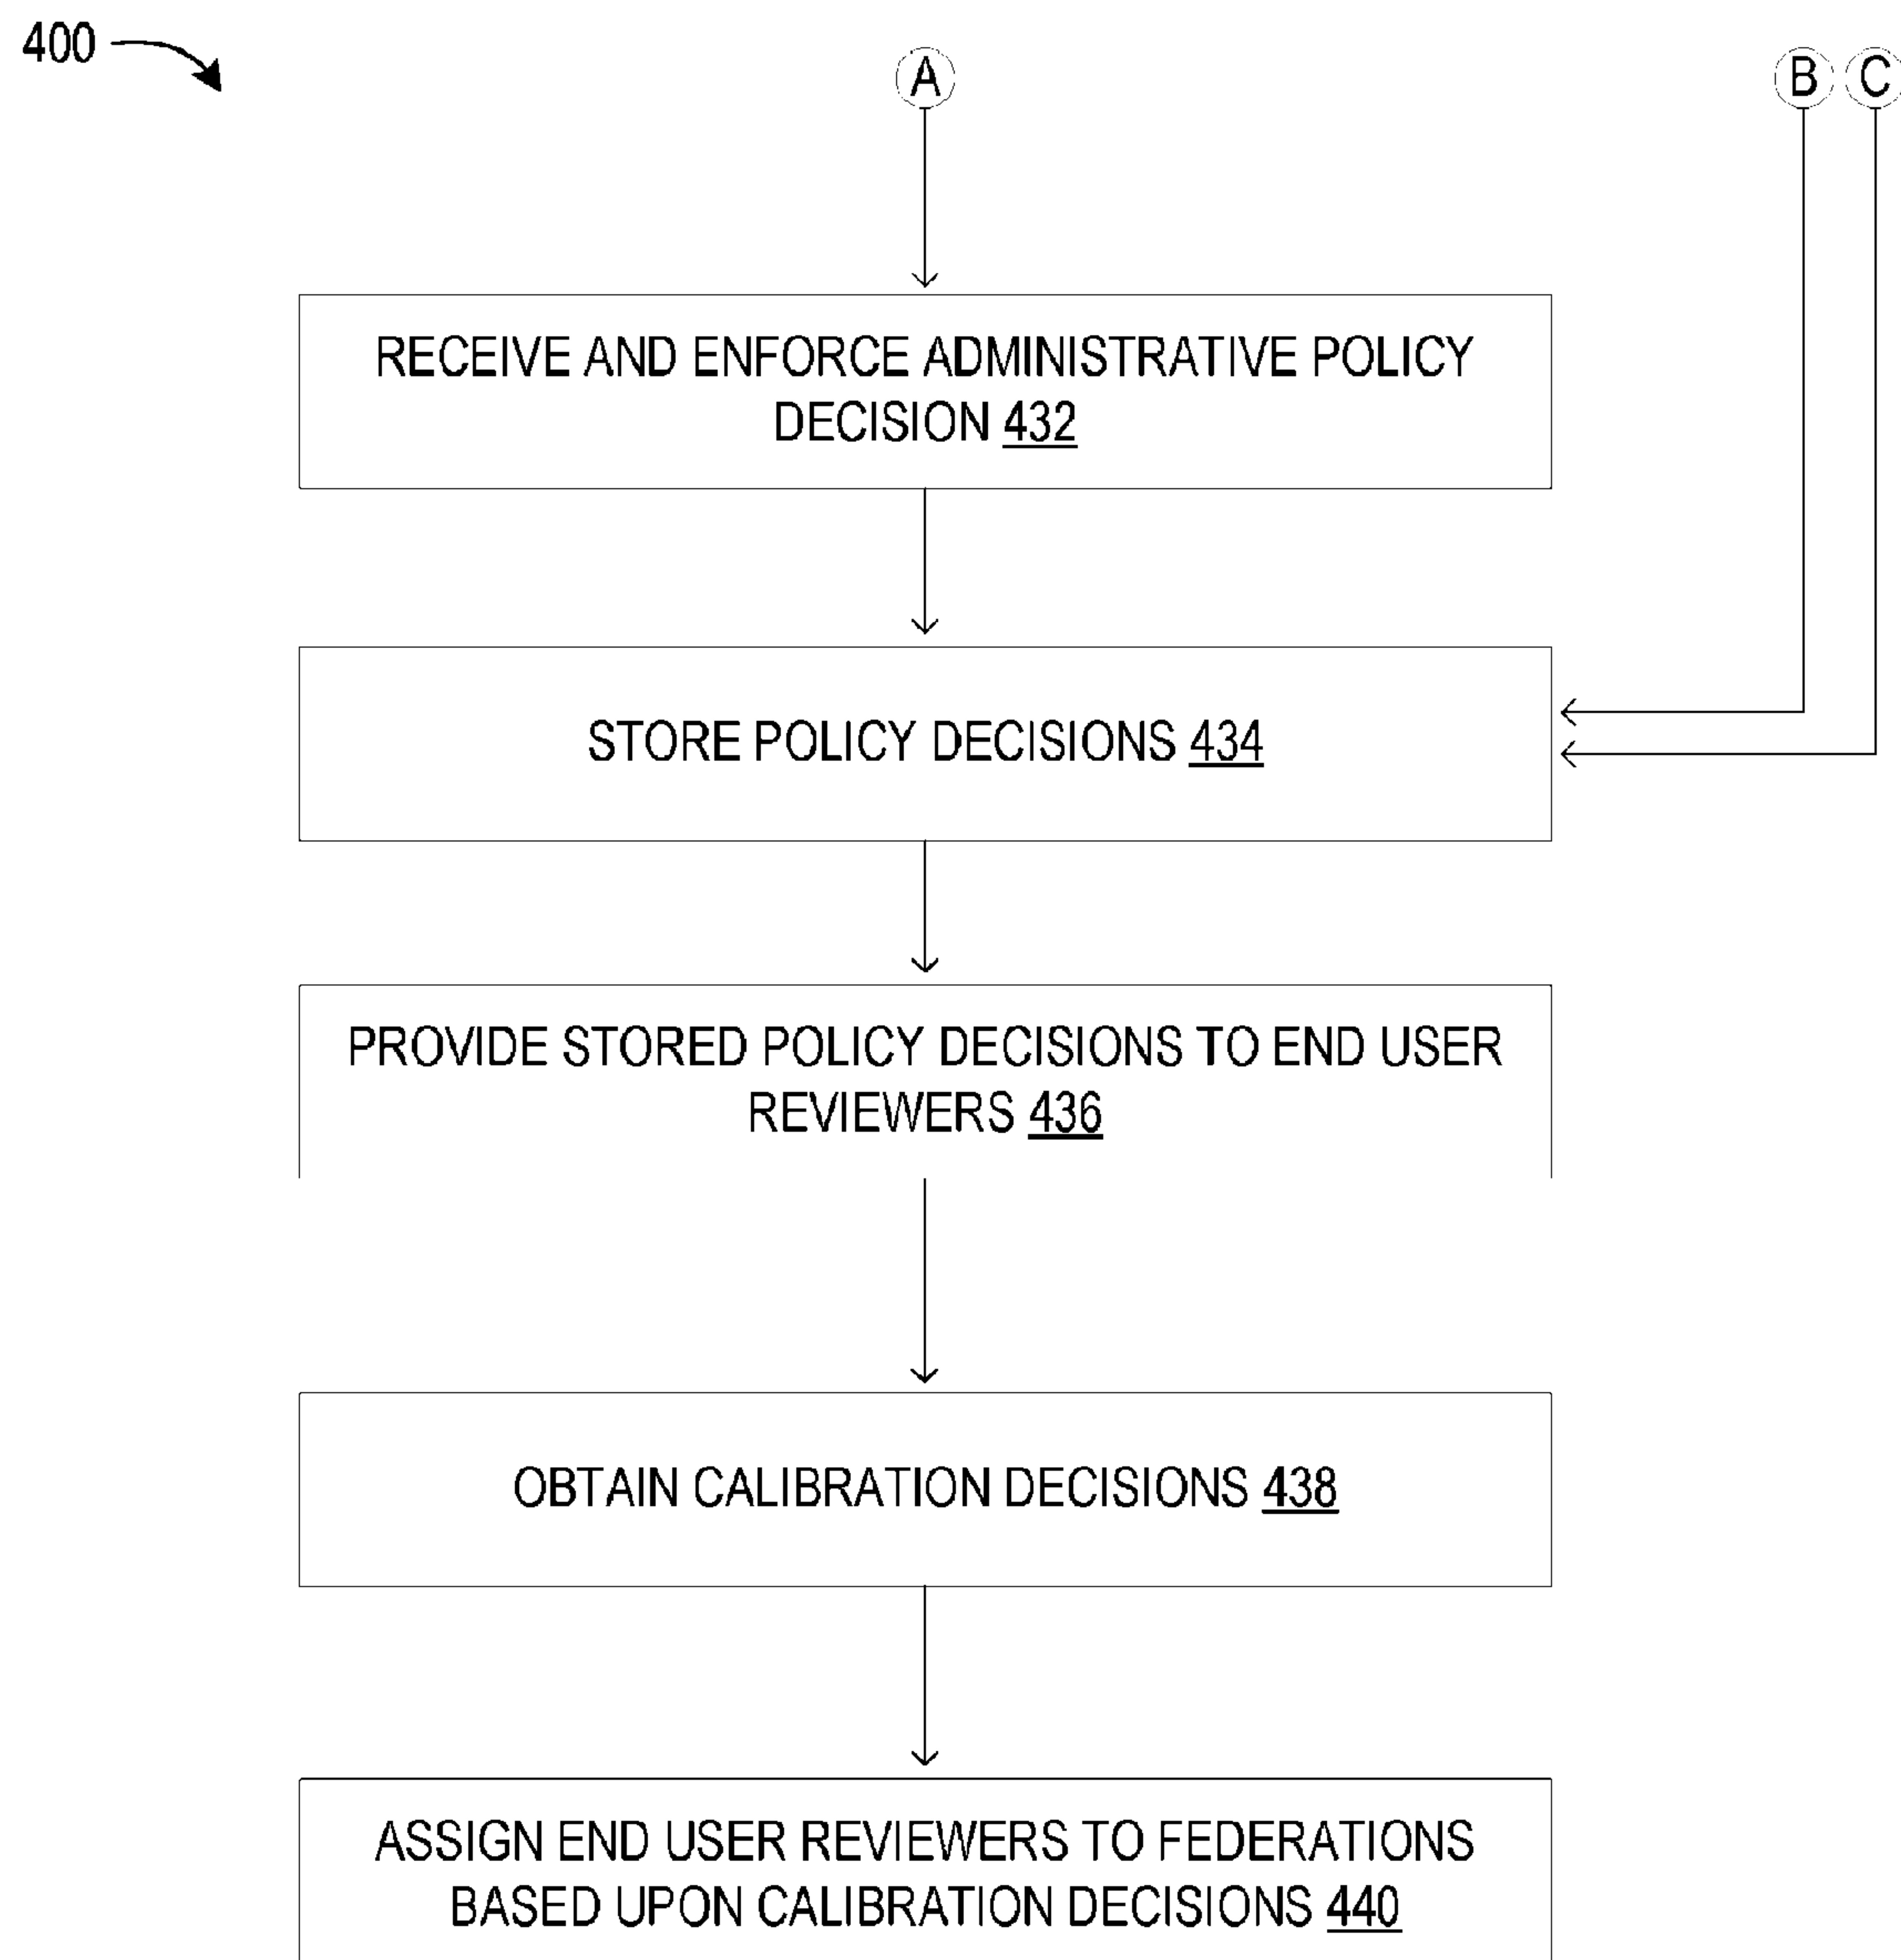 400
A
B C
RECEIVE AND ENFORCE ADMINISTRATIVE POLICY
DECISION 432
STORE POLICY DECISIONS 434
PROVIDE STORED POLICY DECISIONS TO END USER
REVIEWERS 436
OBTAIN CALIBRATION DECISIONS 438
ASSIGN END USER REVIEWERS TO FEDERATIONS
BASED UPON CALIBRATION DECISIONS 440